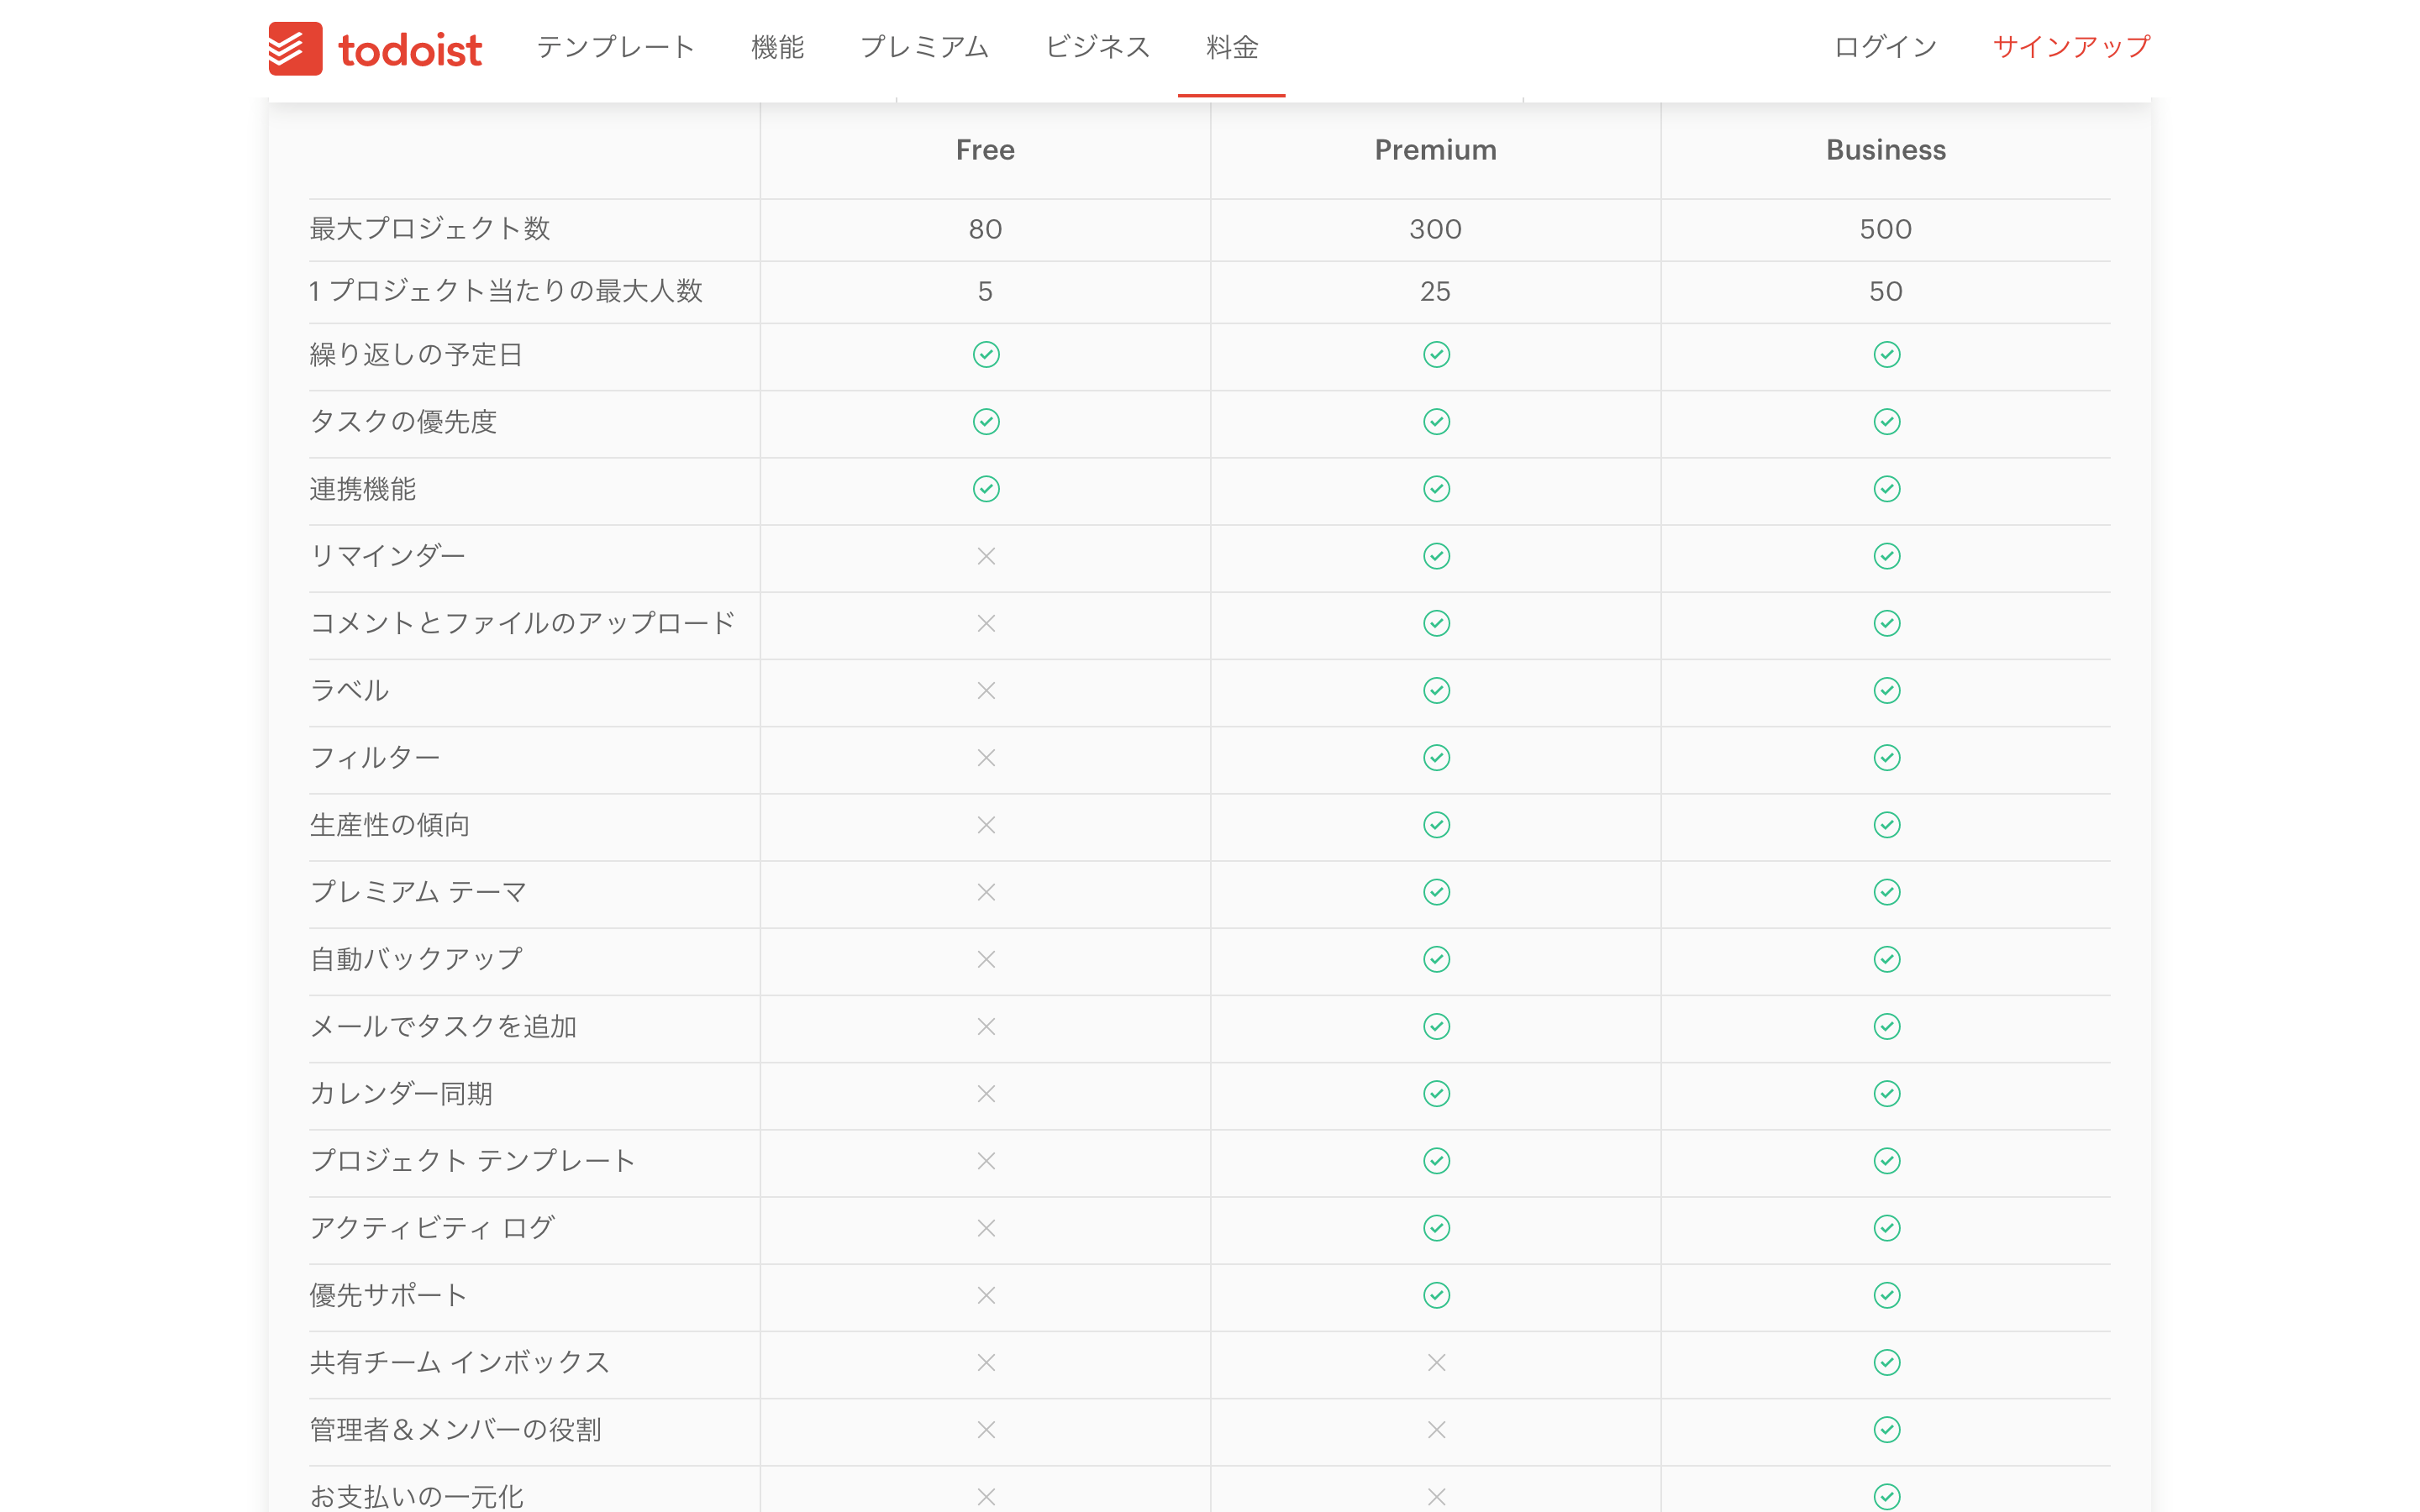 todoist テンプレート 機能 プレミアム ビジネス 料金 ログイン サインアップ
Free Premium Business
最大プロジェクト数 80 300 500
1 プロジェクト当たりの最大人数 5 25 50
繰り返しの予定日
タスクの優先度
連携機能
リマインダー
コメントとファイルのアップロード
ラベル
フィルター
生産性の傾向
プレミアム テーマ
自動バックアップ
メールでタスクを追加
カレンダー同期
プロジェクト テンプレート
アクティビティ ログ
優先サポート
共有チーム インボックス
管理者＆メンバーの役割
お支払いの一元化